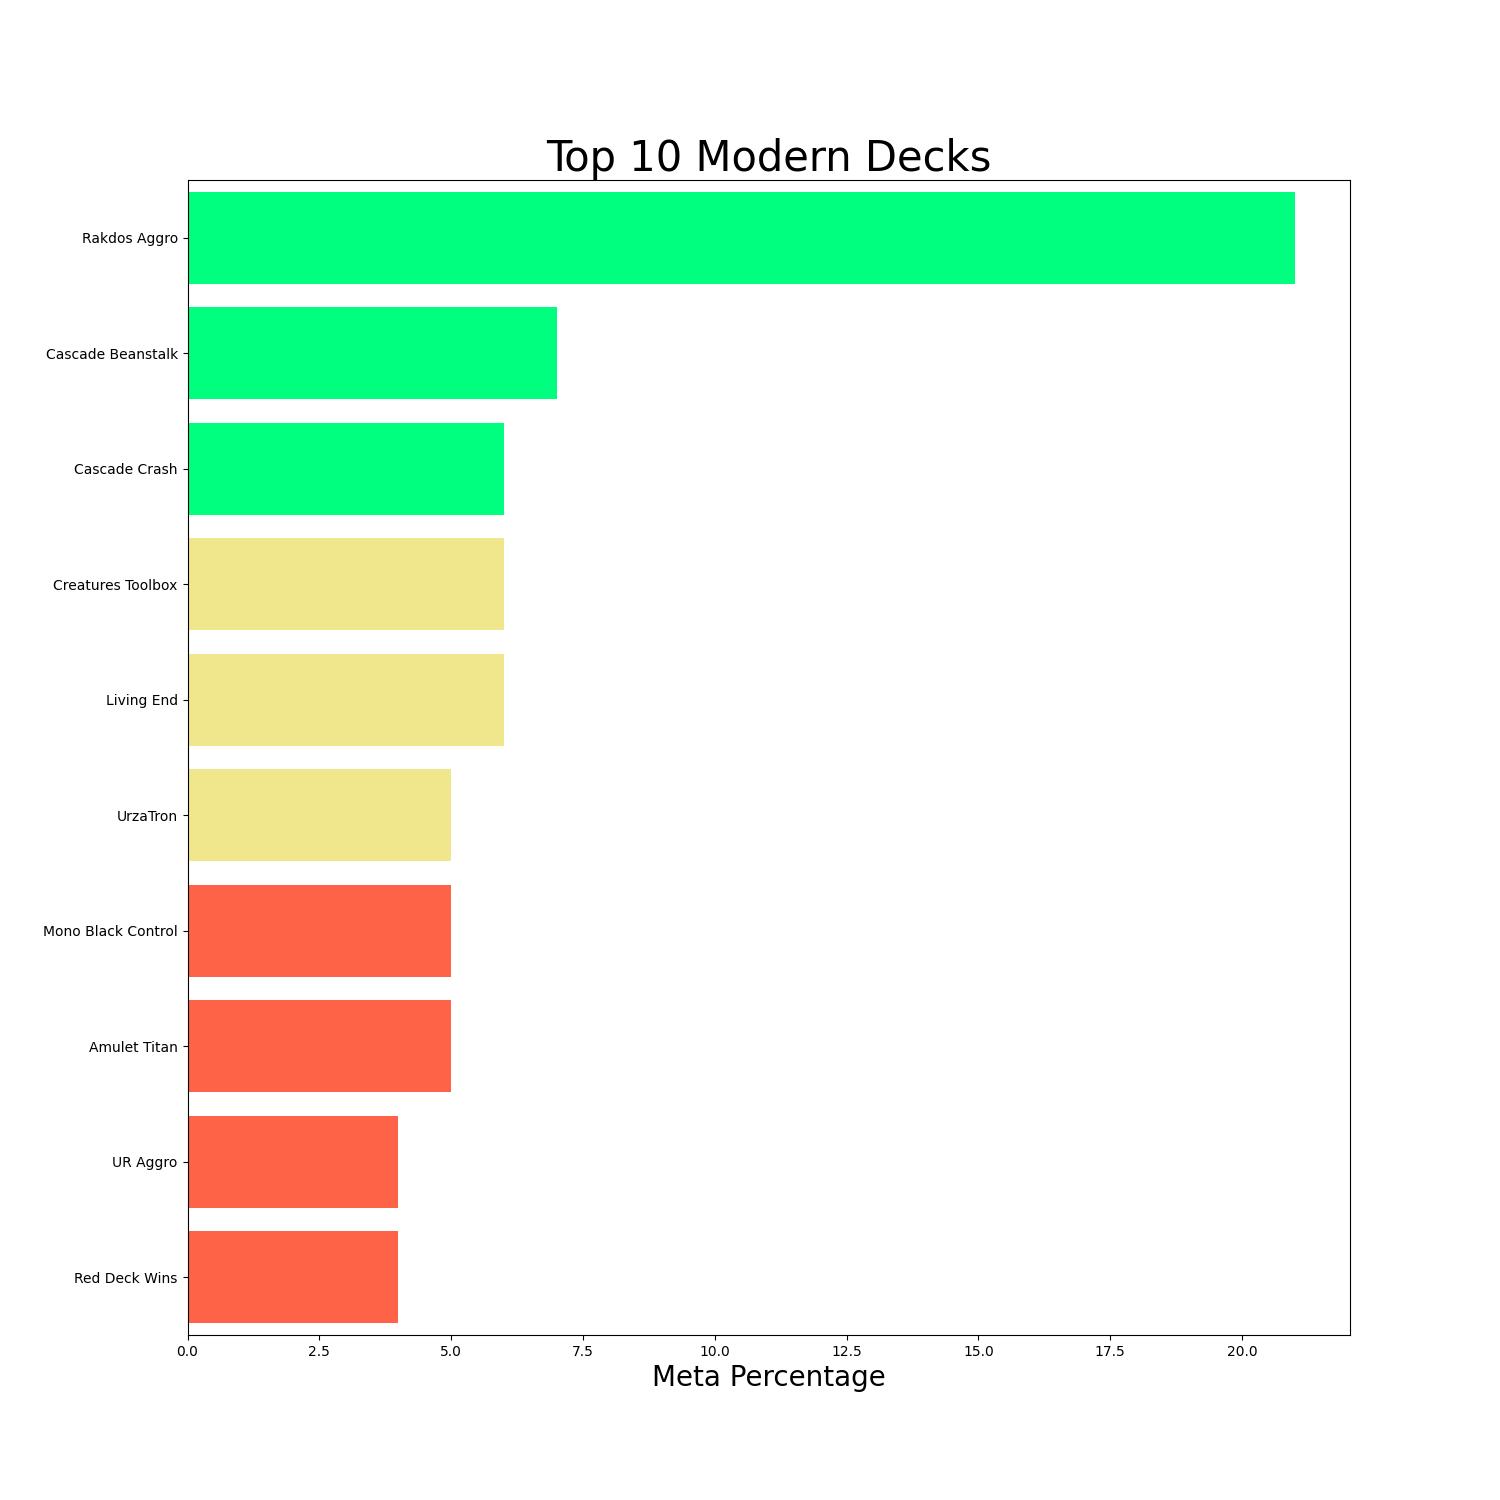 Top 10 Modern Decks
Rakdos Aggro
Cascade Beanstalk
Cascade Crash
Creatures Toolbox
Living End
UrzaTron
Mono Black Control
Amulet Titan
UR Aggro
Red Deck Wins
0.0 2.5 5.0 7.5 10.0 12.5 15.0 17.5 20.0
Meta Percentage